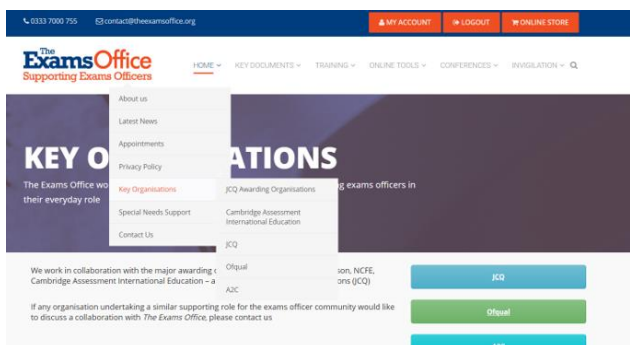 0333 7000 755 contact@theexamsoffice.org MY ACCOUNT LOGOUT ONLINE STORE
The
ExamsOffice
Supporting Exams Officers
HOME KEY DOCUMENTS TRAINING ONLINE TOOLS CONFERENCES INVIGILATION
About us
Latest News
Appointments
Privacy Policy
Key Organisations
Special Needs Support
Contact Us
JCQ Awarding Organisations
Cambridge Assessment
International Education
JCQ
Ofqual
A2C
KEY O ATIONS
The Exams Office wo g exams officers in
their everyday role
We work in collaboration with the major awarding son, NCFE,
Cambridge Assessment International Education – a ons (JCQ)
If any organisation undertaking a similar supporting role for the exams officer community would like
to discuss a collaboration with The Exams Office, please contact us
JCQ
Ofqual